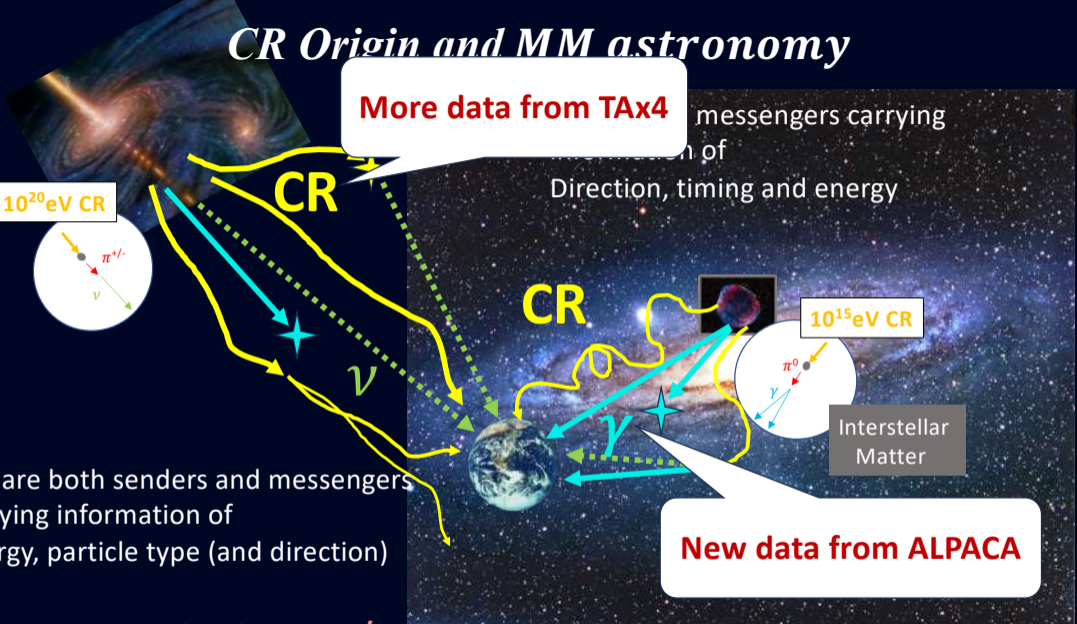 CR Origin and MM astronomy
More data from TAx4
messengers carrying
of
Direction, timing and energy
CR
10²⁰eV CR
π⁺/⁻
ν
CR
10¹⁵eV CR
π⁰
γ
ν
γ
Interstellar
Matter
are both senders and messengers
ying information of
rgy, particle type (and direction)
New data from ALPACA